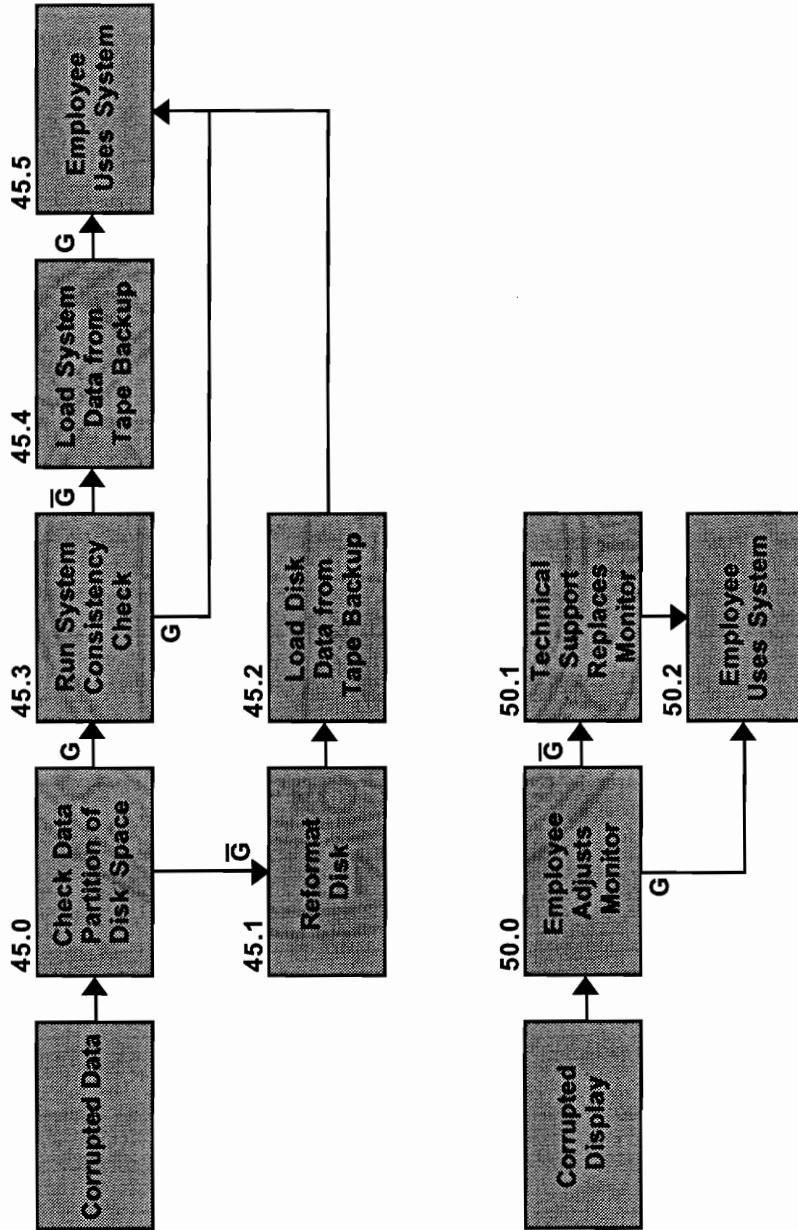 Corrupted Data
45.0
Check Data
Partition of
Disk Space
G
G̅
45.1
Reformat
Disk
45.2
Load Disk
Data from
Tape Backup
45.3
Run System
Consistency
Check
G
G̅
45.4
Load System
Data from
Tape Backup
G
45.5
Employee
Uses System
Corrupted
Display
50.0
Employee
Adjusts
Monitor
G
G̅
50.1
Technical
Support
Replaces
Monitor
50.2
Employee
Uses System